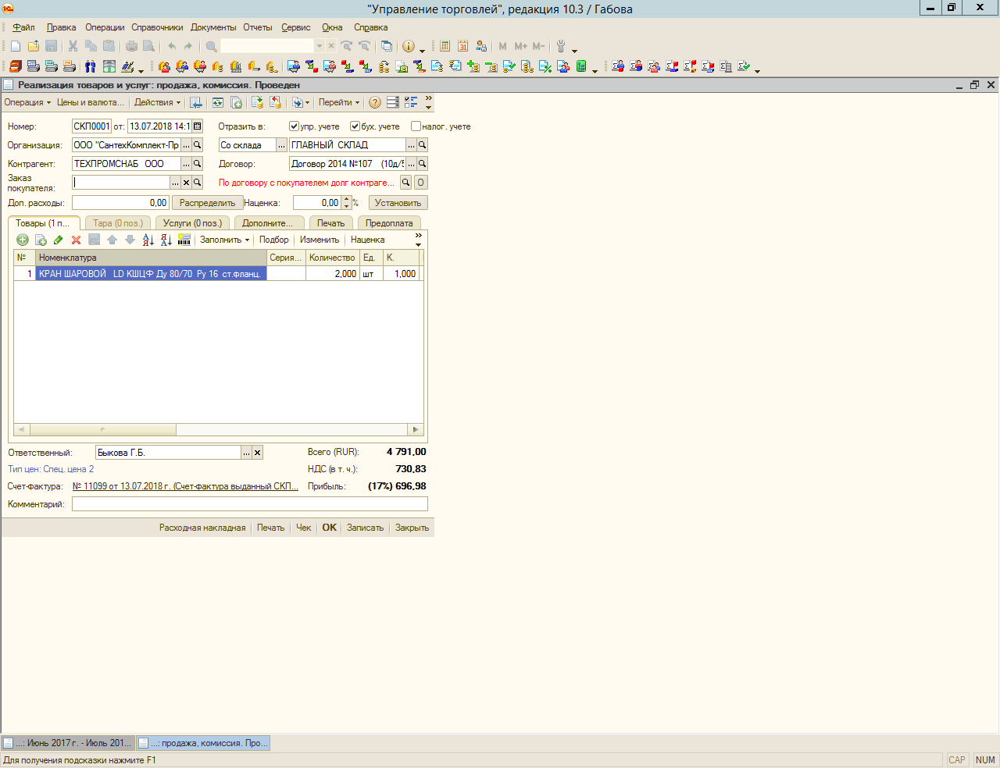 "Управление торговлей", редакция 10.3 / Габова
Файл Правка Операции Справочники Документы Отчеты Сервис Окна Справка
M M+ M-
Реализация товаров и услуг: продажа, комиссия. Проведен
Операция Цены и валюта... Действия Перейти
Номер: СКП0001 от: 13.07.2018 14:1 Отразить в: упр. учете бух. учете налог. учете
Организация: ООО "СантехКомплект-Пр ... Со склада ... ГЛАВНЫЙ СКЛАД ...
Контрагент: ТЕХПРОМСНАБ ООО ... Договор: Договор 2014 №107 (10д/5 ...
Заказ покупателя: ... По договору с покупателем долг контраге... О
Доп. расходы: 0,00 Распределить Наценка: 0,00 % Установить
Товары (1 п... Тара (0 поз.) Услуги (0 поз.) Дополните... Печать Предоплата
Заполнить Подбор Изменить Наценка
№ Номенклатура Серия... Количество Ед. К.
1 КРАН ШАРОВОЙ LD КШЦФ Ду 80/70 Ру 16 ст.фланц. 2,000 шт 1,000
Ответственный: Быкова Г.Б. ... Всего (RUR): 4 791,00
Тип цен: Спец. цена 2 НДС (в т. ч.): 730,83
Счет-фактура: № 11099 от 13.07.2018 г. (Счет-фактура выданный СКП... Прибыль: (17%) 696,98
Комментарий:
Расходная накладная Печать Чек OK Записать Закрыть
...: Июнь 2017 г. - Июль 201... ...: продажа, комиссия. Про...
Для получения подсказки нажмите F1 CAP NUM